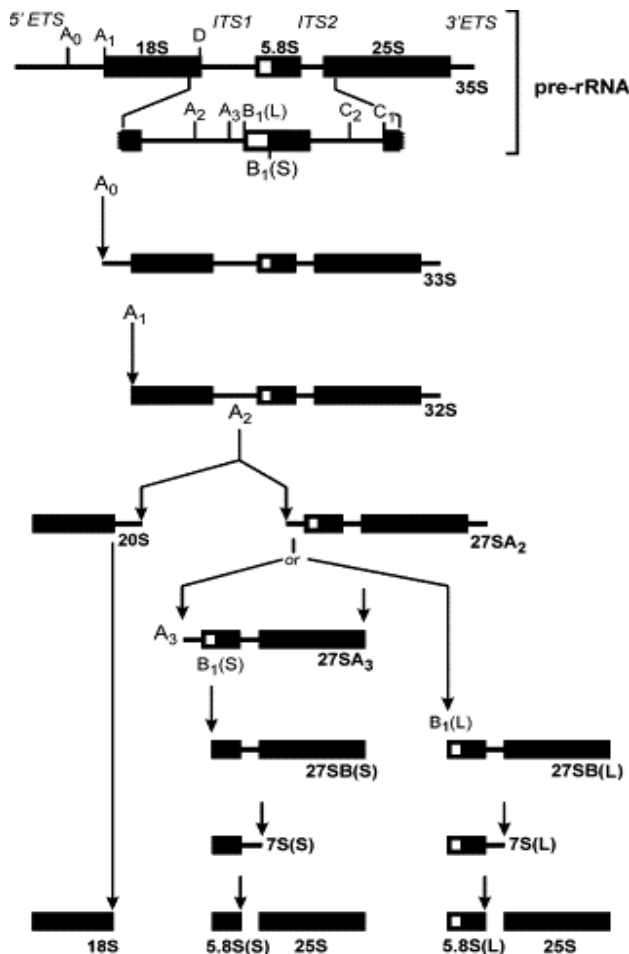 5' ETS ITS1 ITS2 3'ETS
A0 A1 18S D 5.8S 25S
35S pre-rRNA
A2 A3 B1(L) C2 C1
B1(S)
A0
33S
A1
32S
A2
20S 27SA2
or
A3
B1(S) 27SA3
B1(L)
27SB(S) 27SB(L)
7S(S) 7S(L)
18S 5.8S(S) 25S 5.8S(L) 25S